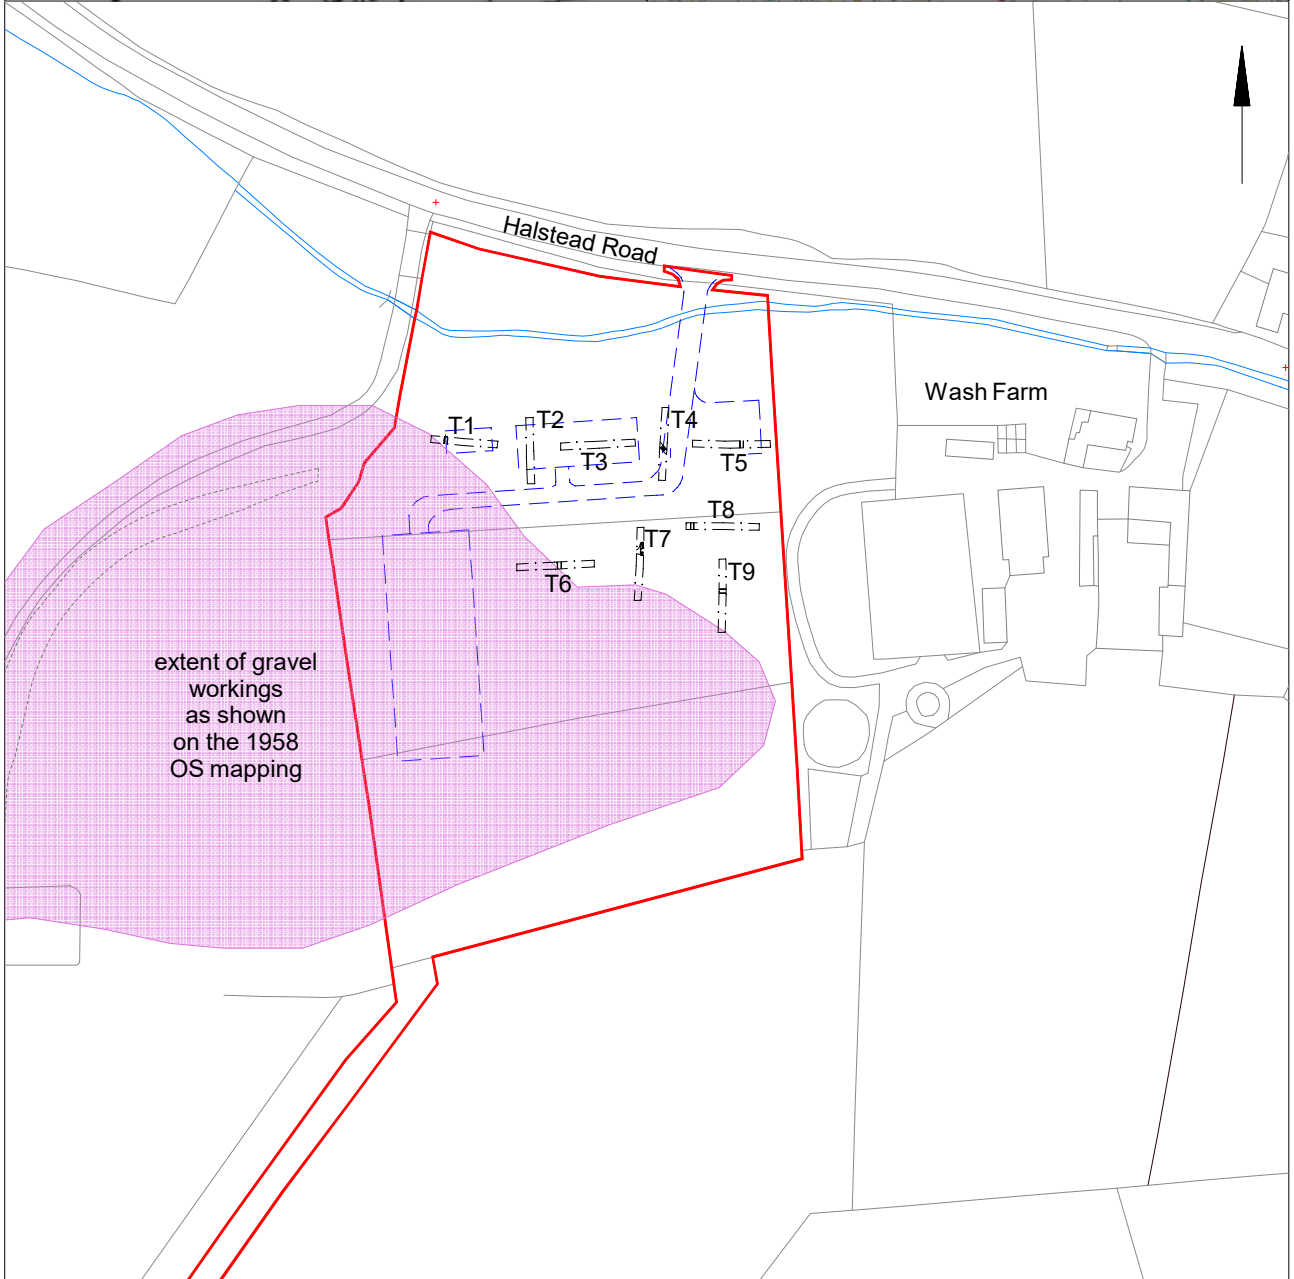 Halstead Road
Wash Farm
T1
T2
T3
T4
T5
T8
T7
T6
T9
extent of gravel
workings
as shown
on the 1958
OS mapping